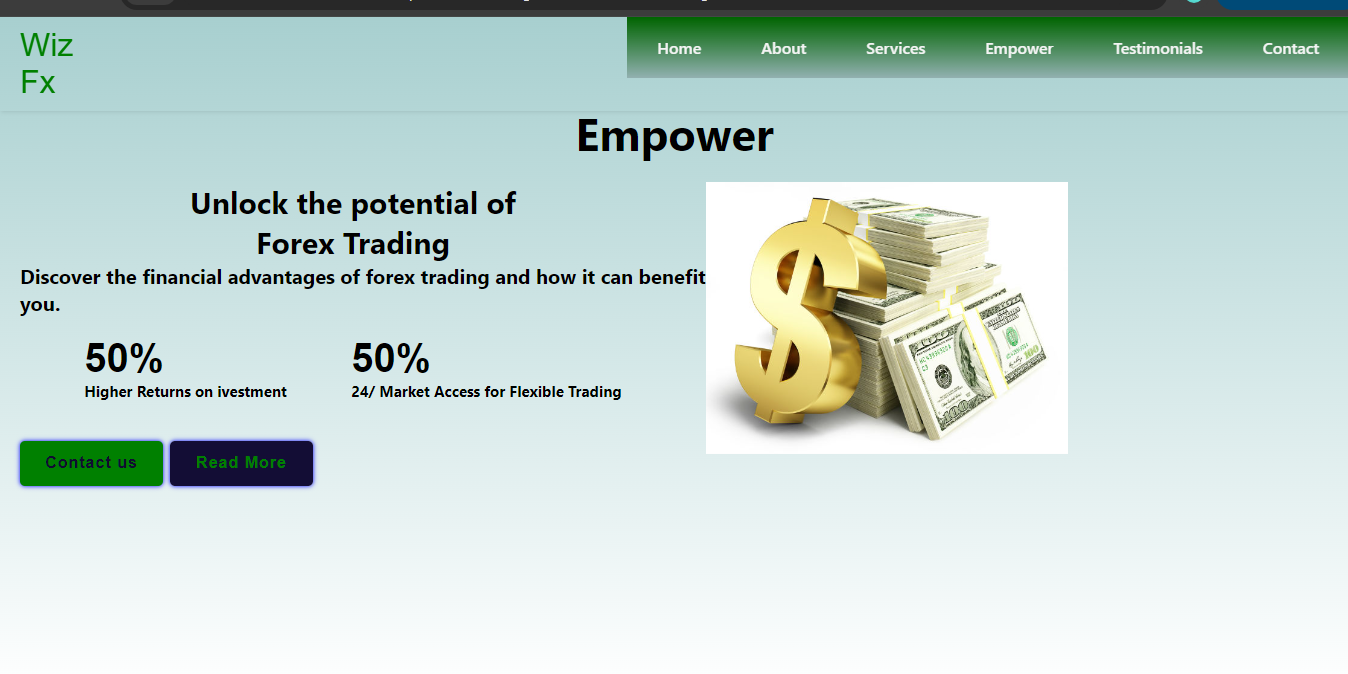 Wiz
Fx
Home About Services Empower Testimonials Contact
Empower
Unlock the potential of
Forex Trading
Discover the financial advantages of forex trading and how it can benefit
you.
50% 50%
Higher Returns on ivestment 24/ Market Access for Flexible Trading
Contact us Read More
100